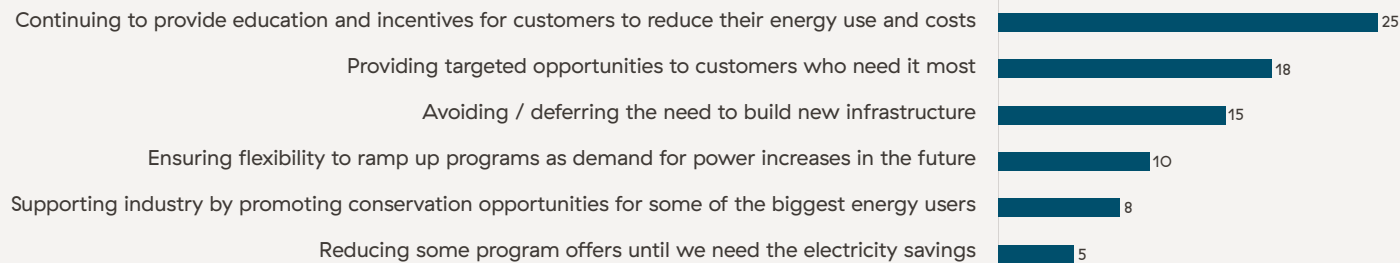 Continuing to provide education and incentives for customers to reduce their energy use and costs 25
Providing targeted opportunities to customers who need it most 18
Avoiding / deferring the need to build new infrastructure 15
Ensuring flexibility to ramp up programs as demand for power increases in the future 10
Supporting industry by promoting conservation opportunities for some of the biggest energy users 8
Reducing some program offers until we need the electricity savings 5